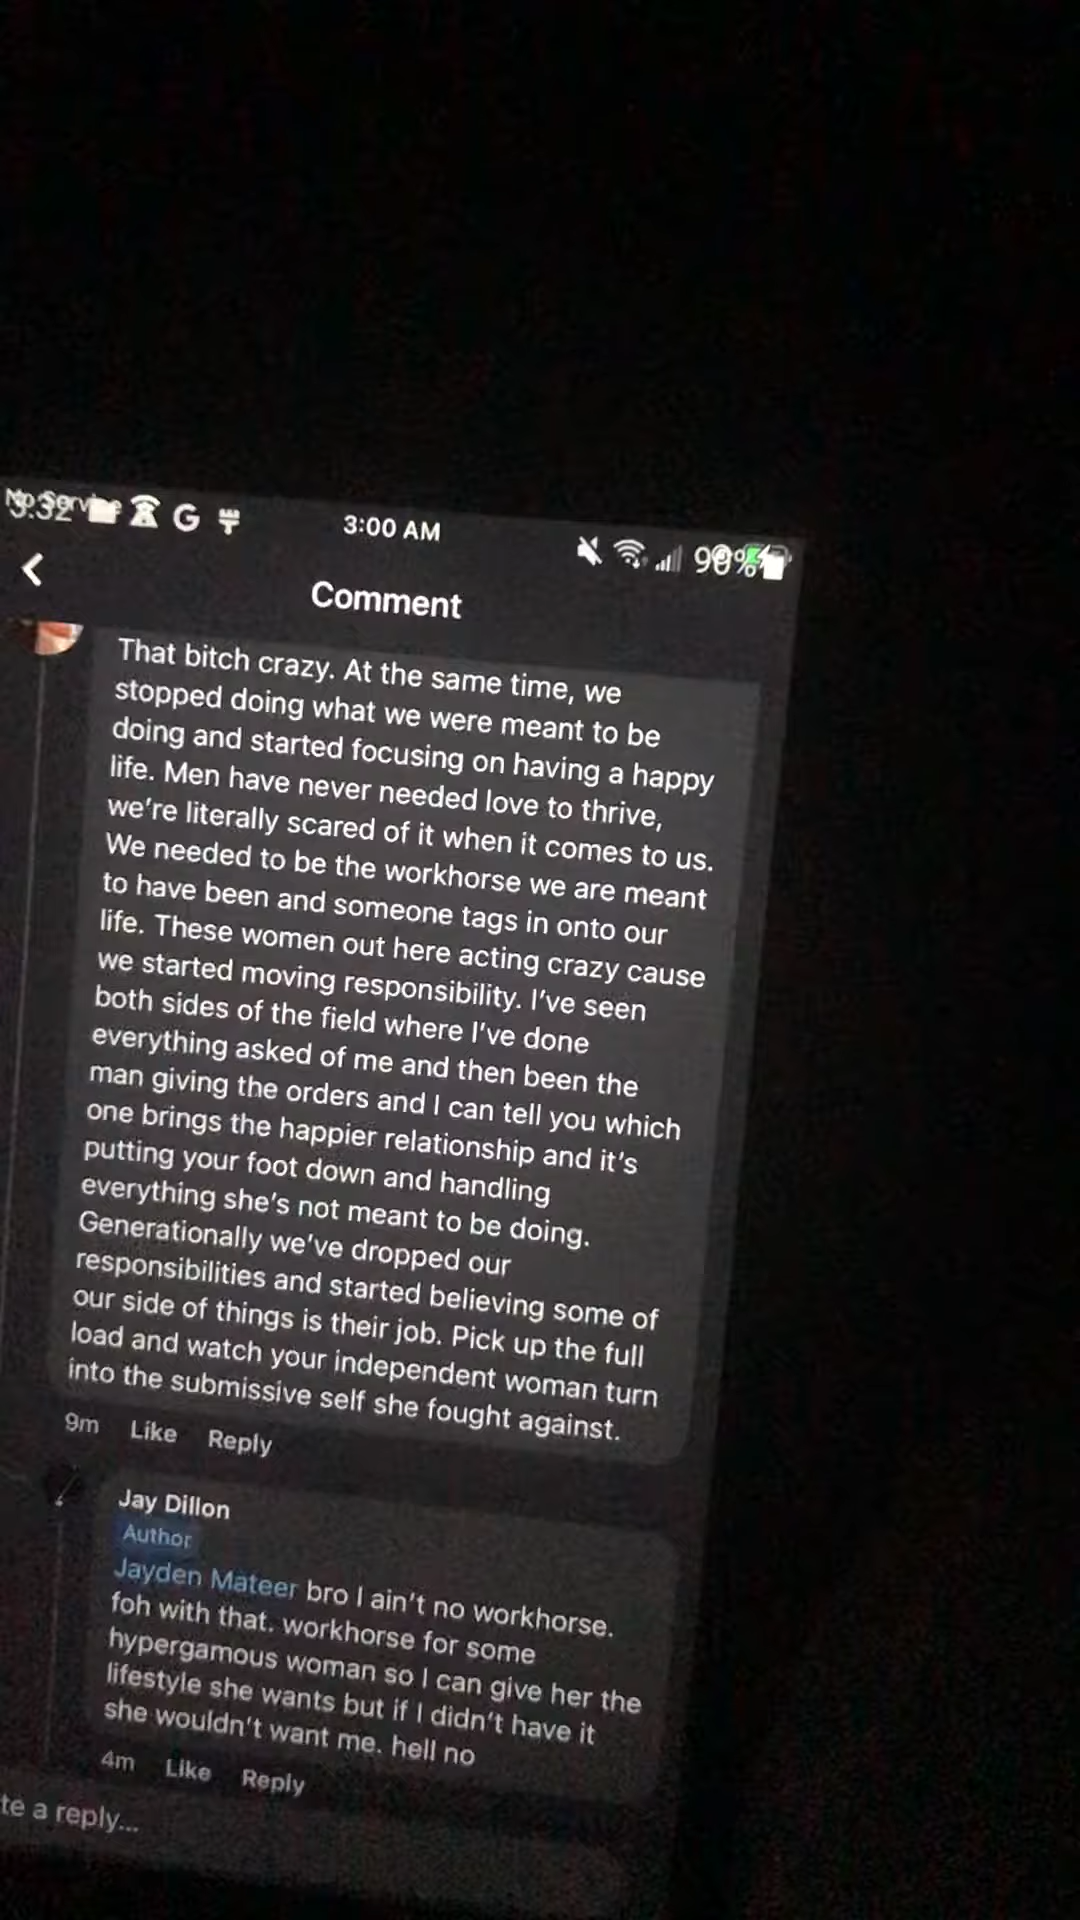 3:32
No Service
G
3:00 AM
Comment
That bitch crazy. At the same time, we
stopped doing what we were meant to be
doing and started focusing on having a happy
life. Men have never needed love to thrive,
we're literally scared of it when it comes to us.
We needed to be the workhorse we are meant
to have been and someone tags in onto our
life. These women out here acting crazy cause
we started moving responsibility. I've seen
both sides of the field where I've done
everything asked of me and then been the
man giving the orders and I can tell you which
one brings the happier relationship and it's
putting your foot down and handling
everything she's not meant to be doing.
Generationally we've dropped our
responsibilities and started believing some of
our side of things is their job. Pick up the full
load and watch your independent woman turn
into the submissive self she fought against.
9m Like Reply
Jay Dillon
Author
Jayden Mateer bro I ain't no workhorse.
foh with that. workhorse for some
hypergamous woman so I can give her the
lifestyle she wants but if I didn't have it
she wouldn't want me. hell no
4m Like Reply
te a reply...